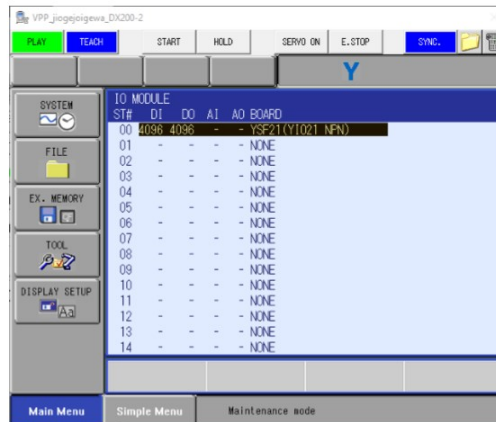 VPP_jiogejoigewa_DX200-2
PLAY TEACH START HOLD SERVO ON E.STOP SYNC.
Y
SYSTEM
FILE
EX. MEMORY
TOOL
DISPLAY SETUP
Aa
IO MODULE
ST# DI DO AI AO BOARD
00 4096 4096 - - YSF21(YIO21 NPN)
01 - - - - NONE
02 - - - - NONE
03 - - - - NONE
04 - - - - NONE
05 - - - - NONE
06 - - - - NONE
07 - - - - NONE
08 - - - - NONE
09 - - - - NONE
10 - - - - NONE
11 - - - - NONE
12 - - - - NONE
13 - - - - NONE
14 - - - - NONE
Main Menu Simple Menu Maintenance mode